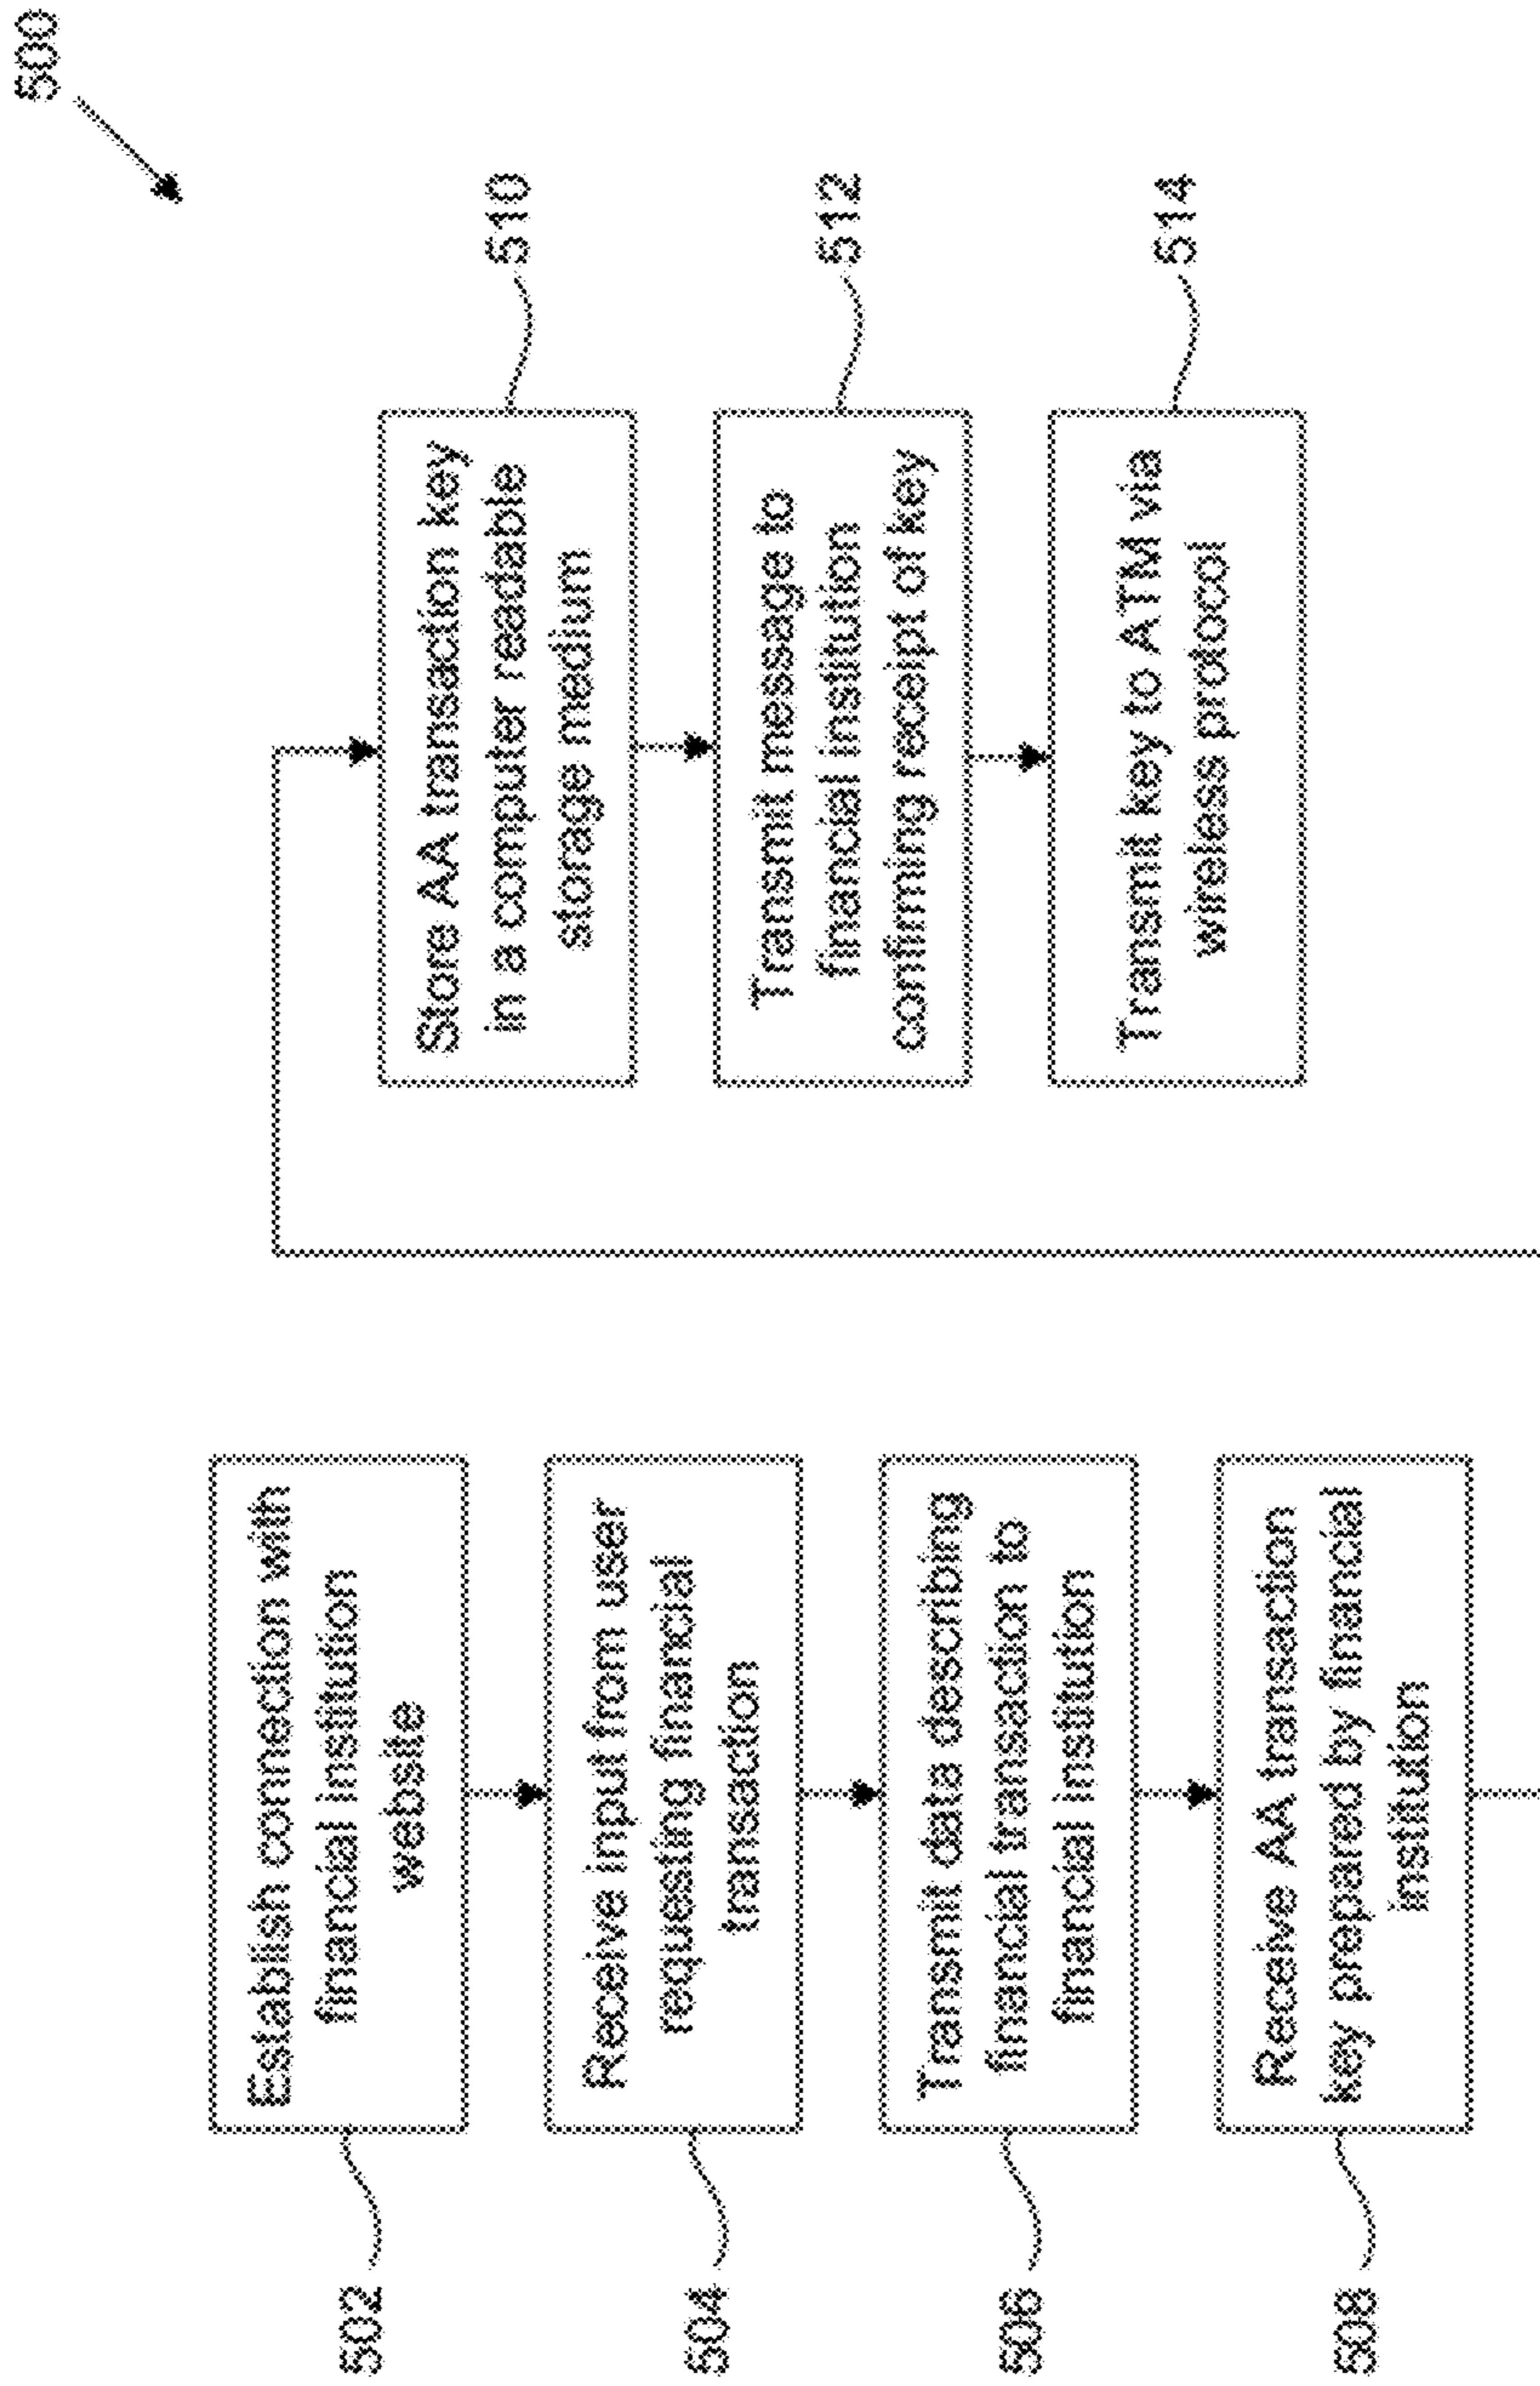 500
502
Establish connection with
financial institution
website
504
Receive input from user
requesting financial
transaction
506
Transmit data describing
financial transaction to
financial institution
508
Receive AA transaction
key prepared by financial
institution
Store AA transaction key
in a computer readable
storage medium
510
Transmit message to
financial institution
confirming receipt of key
512
Transmit key to ATM via
wireless protocol
514